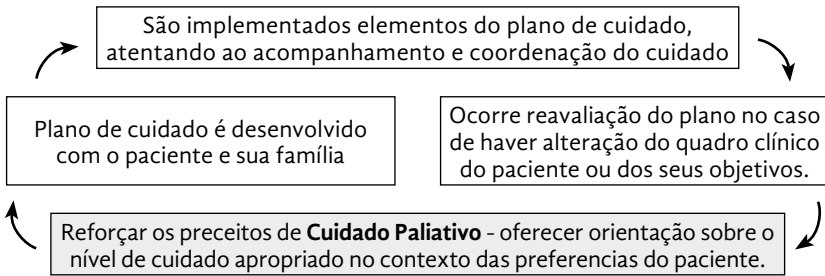 São implementados elementos do plano de cuidado,
atentando ao acompanhamento e coordenação do cuidado
Plano de cuidado é desenvolvido
com o paciente e sua família
Ocorre reavaliação do plano no caso
de haver alteração do quadro clínico
do paciente ou dos seus objetivos.
Reforçar os preceitos de Cuidado Paliativo - oferecer orientação sobre o
nível de cuidado apropriado no contexto das preferencias do paciente.